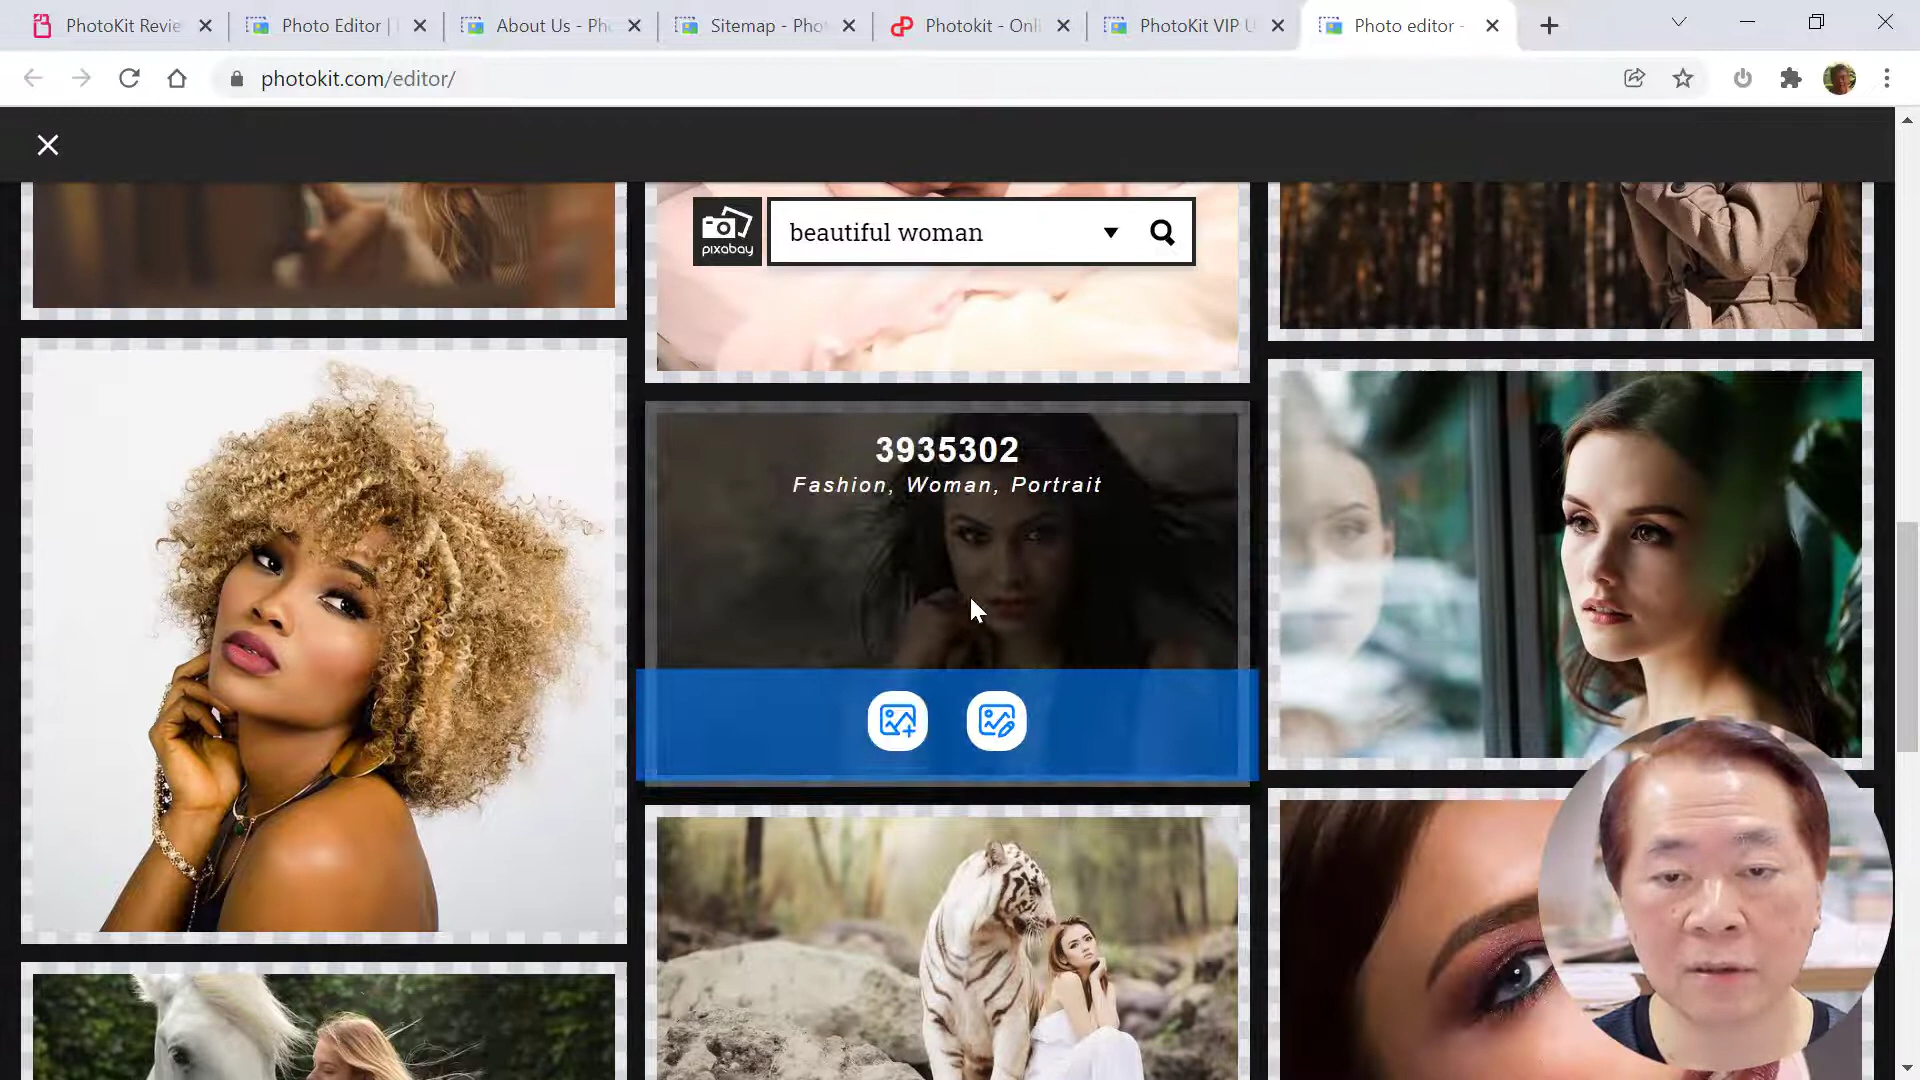 PhotoKit Revie
Photo Editor |
About Us - Pho
Sitemap - Phot
Photokit - Onli
PhotoKit VIP U
Photo editor -
photokit.com/editor/
pixabay
beautiful woman
3935302
Fashion, Woman, Portrait